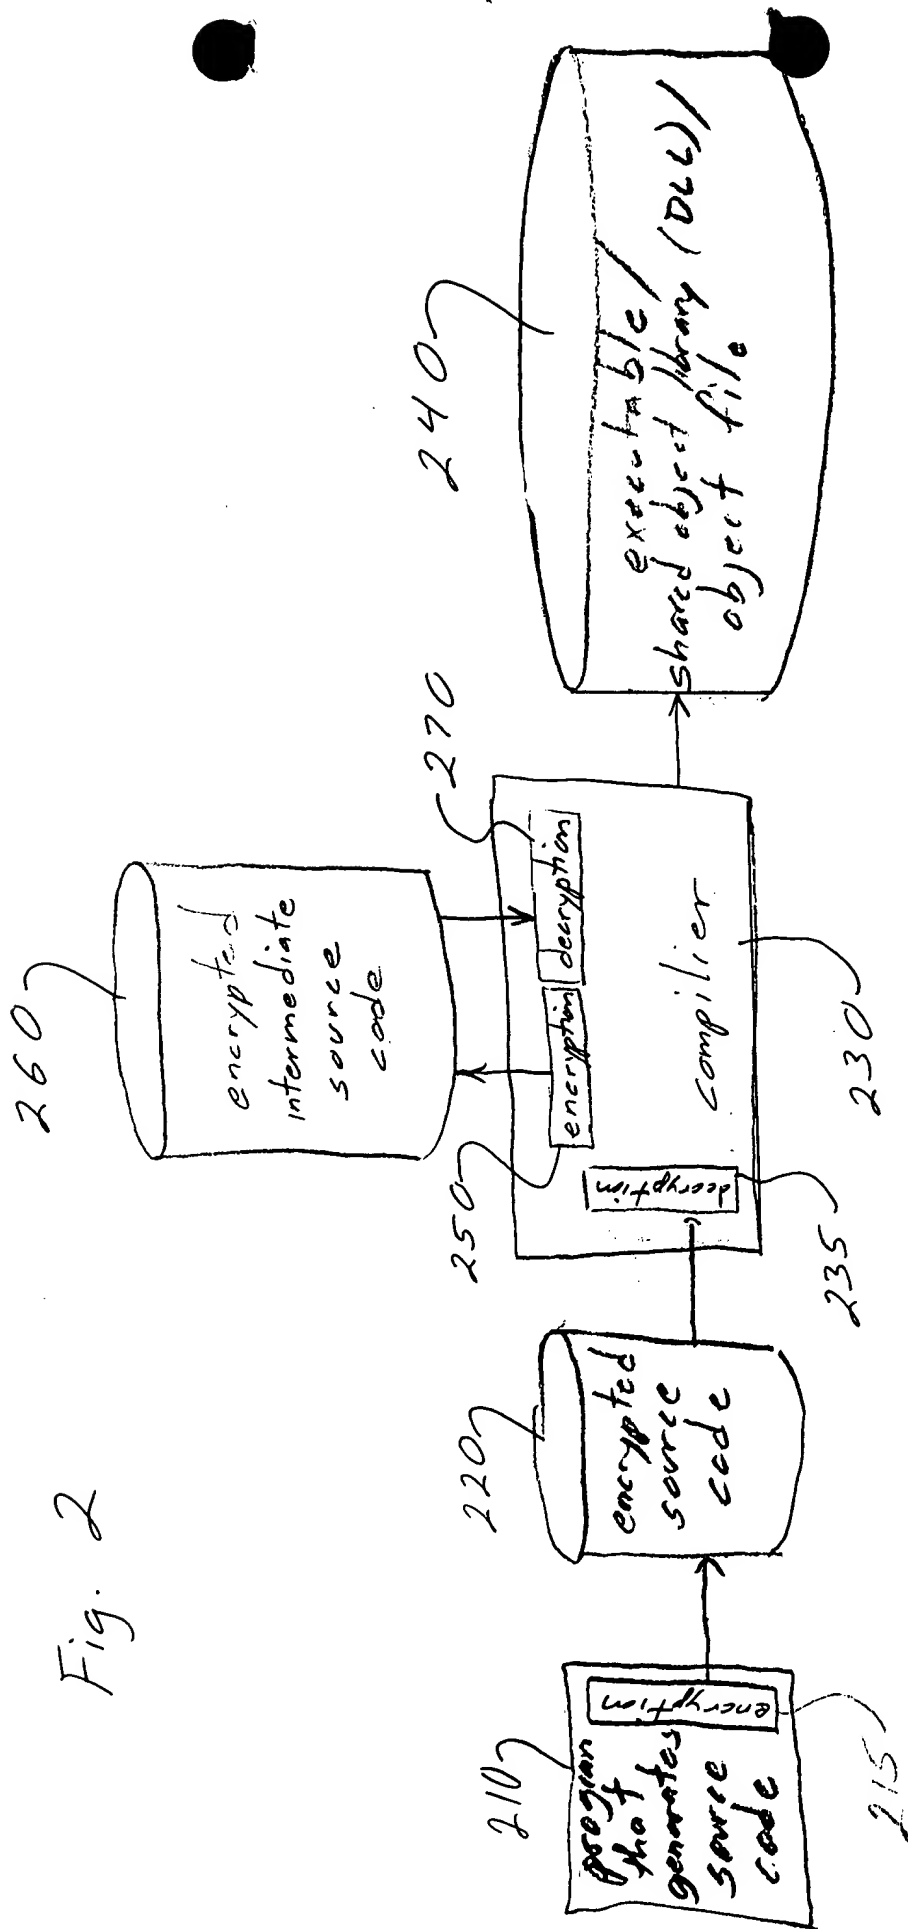 Fig. 2
210
program
that
generates
source
code
encryption
215
220
encrypted
source
code
230
compilier
decryption
235
250
encryption
260
encrypted
intermediate
source
code
270
decryption
240
executable/
shared object library (DLL)/
object file